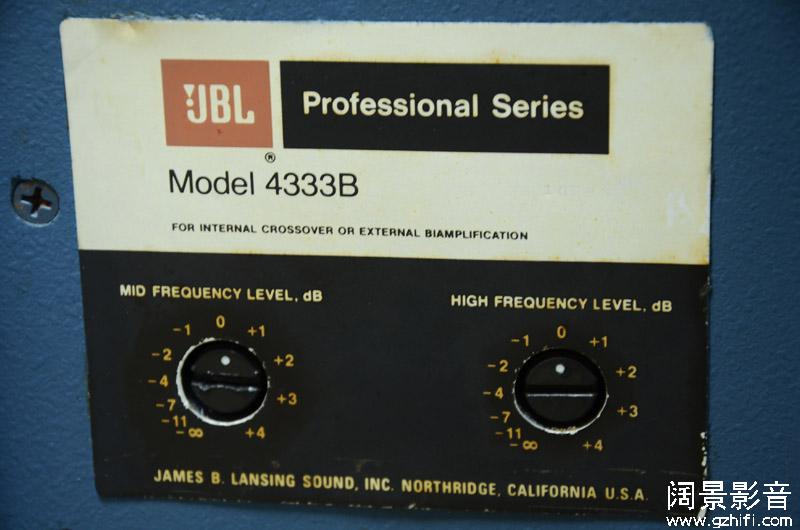 JBL
Professional Series
®
Model 4333B
FOR INTERNAL CROSSOVER OR EXTERNAL BIAMPLIFICATION
MID FREQUENCY LEVEL, dB
-∞ -11 -7 -4 -2 -1 0 +1 +2 +3 +4
HIGH FREQUENCY LEVEL, dB
-∞ -11 -7 -4 -2 -1 0 +1 +2 +3 +4
JAMES B. LANSING SOUND, INC. NORTHRIDGE, CALIFORNIA U.S.A.
阔景影音
www.gzhifi.com